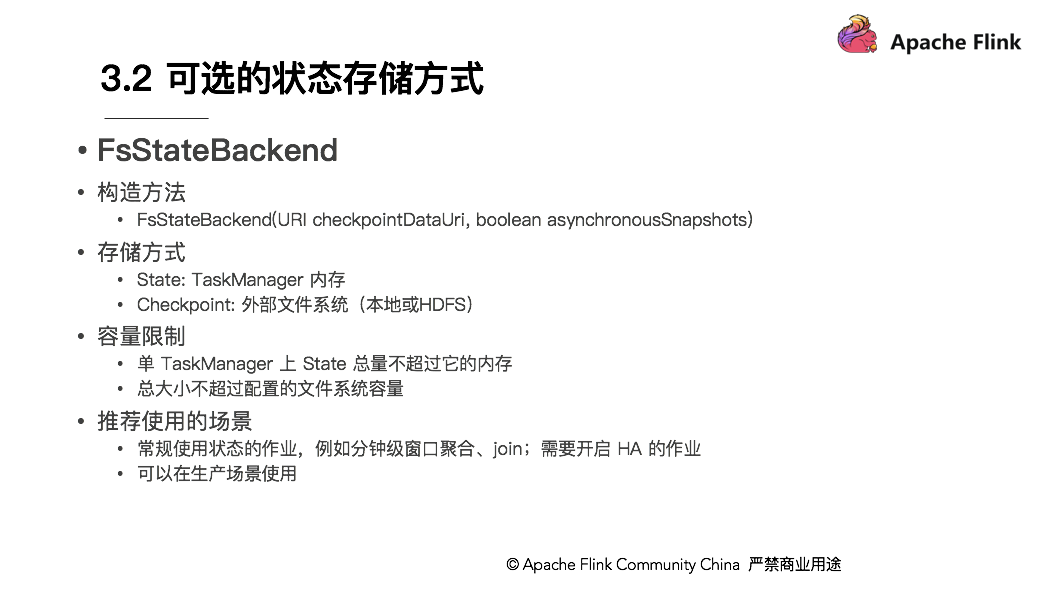 Apache Flink
3.2 可选的状态存储方式
• FsStateBackend
• 构造方法
• FsStateBackend(URI checkpointDataUri, boolean asynchronousSnapshots)
• 存储方式
• State: TaskManager 内存
• Checkpoint: 外部文件系统（本地或HDFS）
• 容量限制
• 单 TaskManager 上 State 总量不超过它的内存
• 总大小不超过配置的文件系统容量
• 推荐使用的场景
• 常规使用状态的作业，例如分钟级窗口聚合、join；需要开启 HA 的作业
• 可以在生产场景使用
© Apache Flink Community China 严禁商业用途